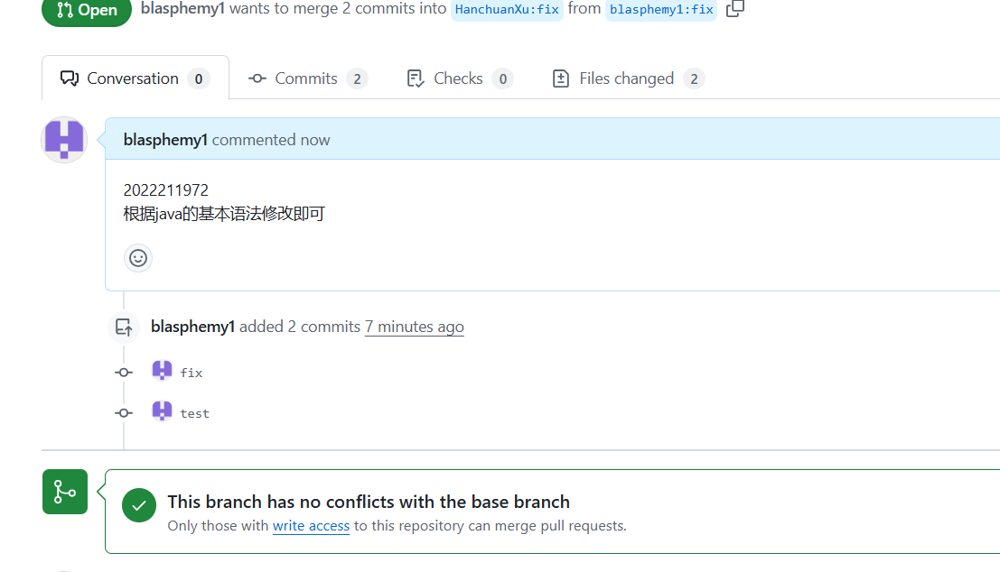 Open blasphemy1 wants to merge 2 commits into HanchuanXu:fix from blasphemy1:fix
Conversation 0 Commits 2 Checks 0 Files changed 2
blasphemy1 commented now
2022211972
根据java的基本语法修改即可
blasphemy1 added 2 commits 7 minutes ago
fix
test
This branch has no conflicts with the base branch
Only those with write access to this repository can merge pull requests.